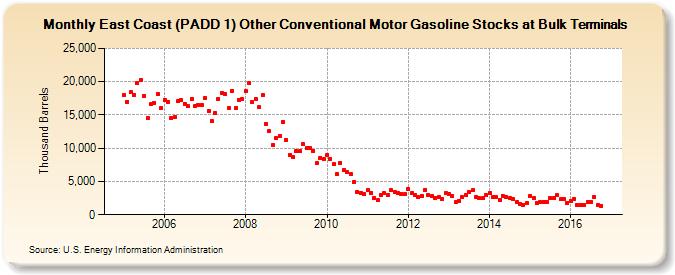 Monthly East Coast (PADD 1) Other Conventional Motor Gasoline Stocks at Bulk Terminals
Thousand Barrels
25,000
20,000
15,000
10,000
5,000
0
2006 2008 2010 2012 2014 2016
Source: U.S. Energy Information Administration